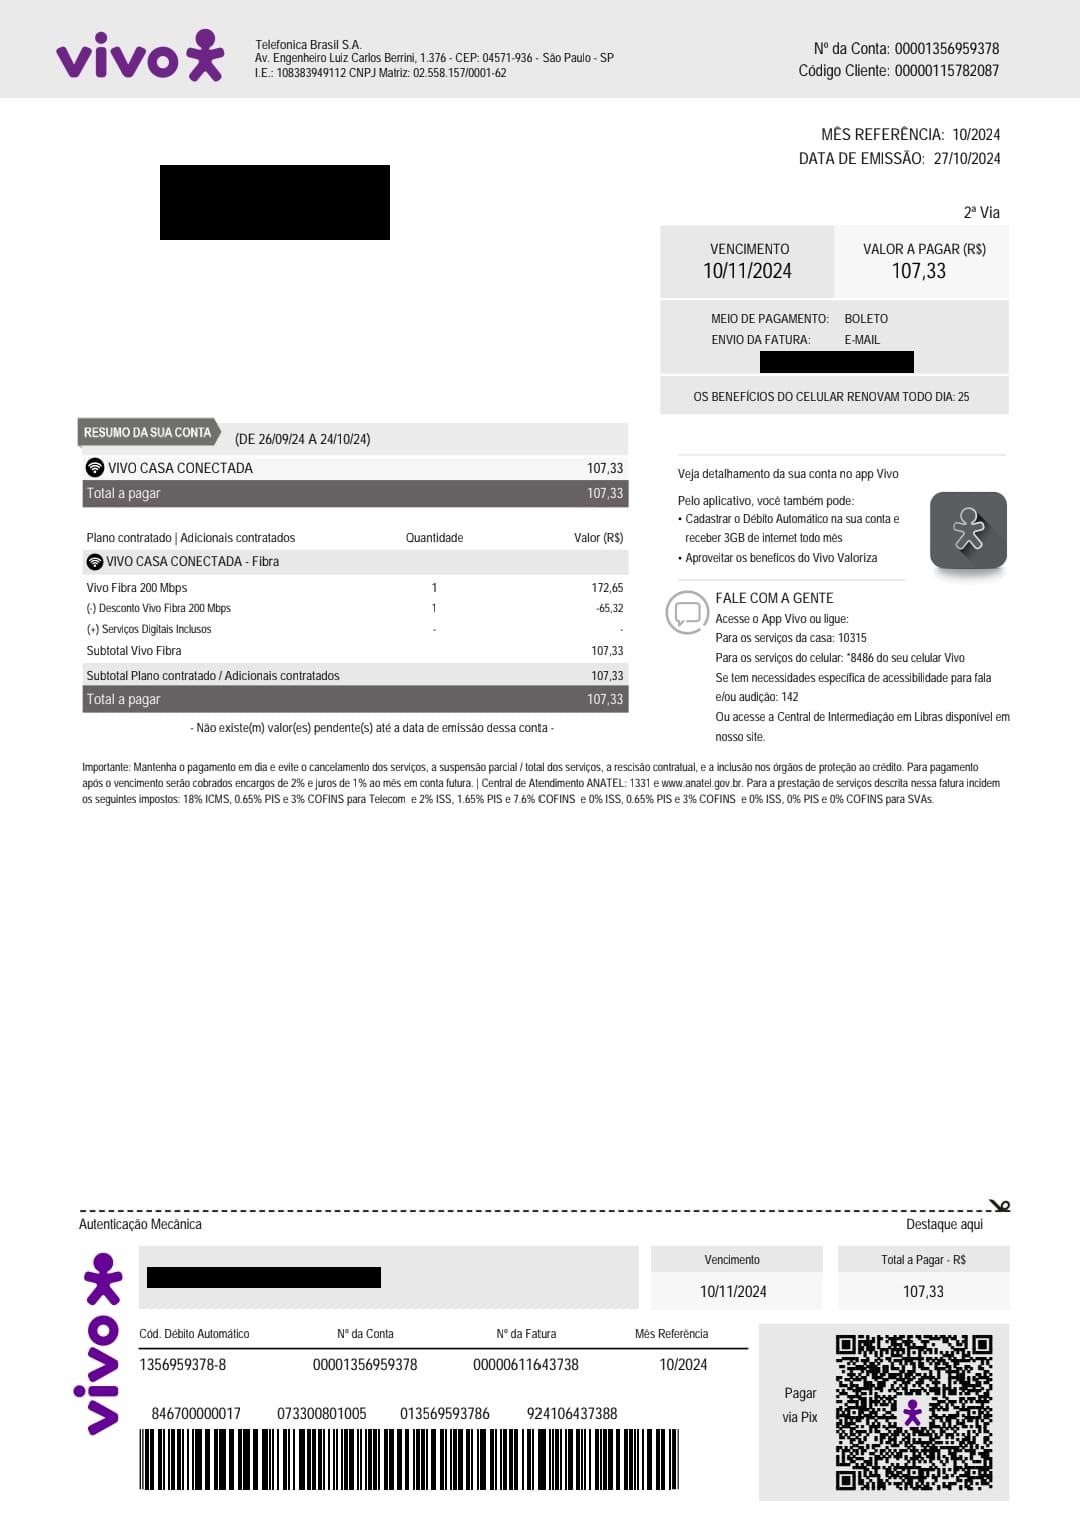 vivo
Telefonica Brasil S.A.
Av. Engenheiro Luiz Carlos Berrini, 1.376 - CEP: 04571-936 - São Paulo - SP
I.E.: 108383949112 CNPJ Matriz: 02.558.157/0001-62
Nº da Conta: 00001356959378
Código Cliente: 00000115782087
MÊS REFERÊNCIA: 10/2024
DATA DE EMISSÃO: 27/10/2024
2ª Via
VENCIMENTO
10/11/2024
VALOR A PAGAR (R$)
107,33
MEIO DE PAGAMENTO: BOLETO
ENVIO DA FATURA: E-MAIL
OS BENEFÍCIOS DO CELULAR RENOVAM TODO DIA: 25
RESUMO DA SUA CONTA (DE 26/09/24 A 24/10/24)
VIVO CASA CONECTADA 107,33
Total a pagar 107,33
Plano contratado | Adicionais contratados Quantidade Valor (R$)
VIVO CASA CONECTADA - Fibra
Vivo Fibra 200 Mbps 1 172,65
(-) Desconto Vivo Fibra 200 Mbps 1 -65,32
(+) Serviços Digitais Inclusos - -
Subtotal Vivo Fibra 107,33
Subtotal Plano contratado / Adicionais contratados 107,33
Total a pagar 107,33
- Não existe(m) valor(es) pendente(s) até a data de emissão dessa conta -
Veja detalhamento da sua conta no app Vivo
Pelo aplicativo, você também pode:
• Cadastrar o Débito Automático na sua conta e
receber 3GB de internet todo mês
• Aproveitar os benefícos do Vivo Valoriza
FALE COM A GENTE
Acesse o App Vivo ou ligue:
Para os serviços da casa: 10315
Para os serviços do celular: *8486 do seu celular Vivo
Se tem necessidades específica de acessibilidade para fala
e/ou audição: 142
Ou acesse a Central de Intermediação em Libras disponível em
nosso site.
Importante: Mantenha o pagamento em dia e evite o cancelamento dos serviços, a suspensão parcial / total dos serviços, a rescisão contratual, e a inclusão nos órgãos de proteção ao crédito. Para pagamento
após o vencimento serão cobrados encargos de 2% e juros de 1% ao mês em conta futura. | Central de Atendimento ANATEL: 1331 e www.anatel.gov.br. Para a prestação de serviços descrita nessa fatura incidem
os seguintes impostos: 18% ICMS, 0.65% PIS e 3% COFINS para Telecom e 2% ISS, 1.65% PIS e 7.6% COFINS e 0% ISS, 0.65% PIS e 3% COFINS e 0% ISS, 0% PIS e 0% COFINS para SVAs.
Autenticação Mecânica
Destaque aqui
vivo
Vencimento
10/11/2024
Total a Pagar - R$
107,33
Cód. Débito Automático Nº da Conta Nº da Fatura Mês Referência
1356959378-8 00001356959378 00000611643738 10/2024
846700000017 073300801005 013569593786 924106437388
Pagar
via Pix